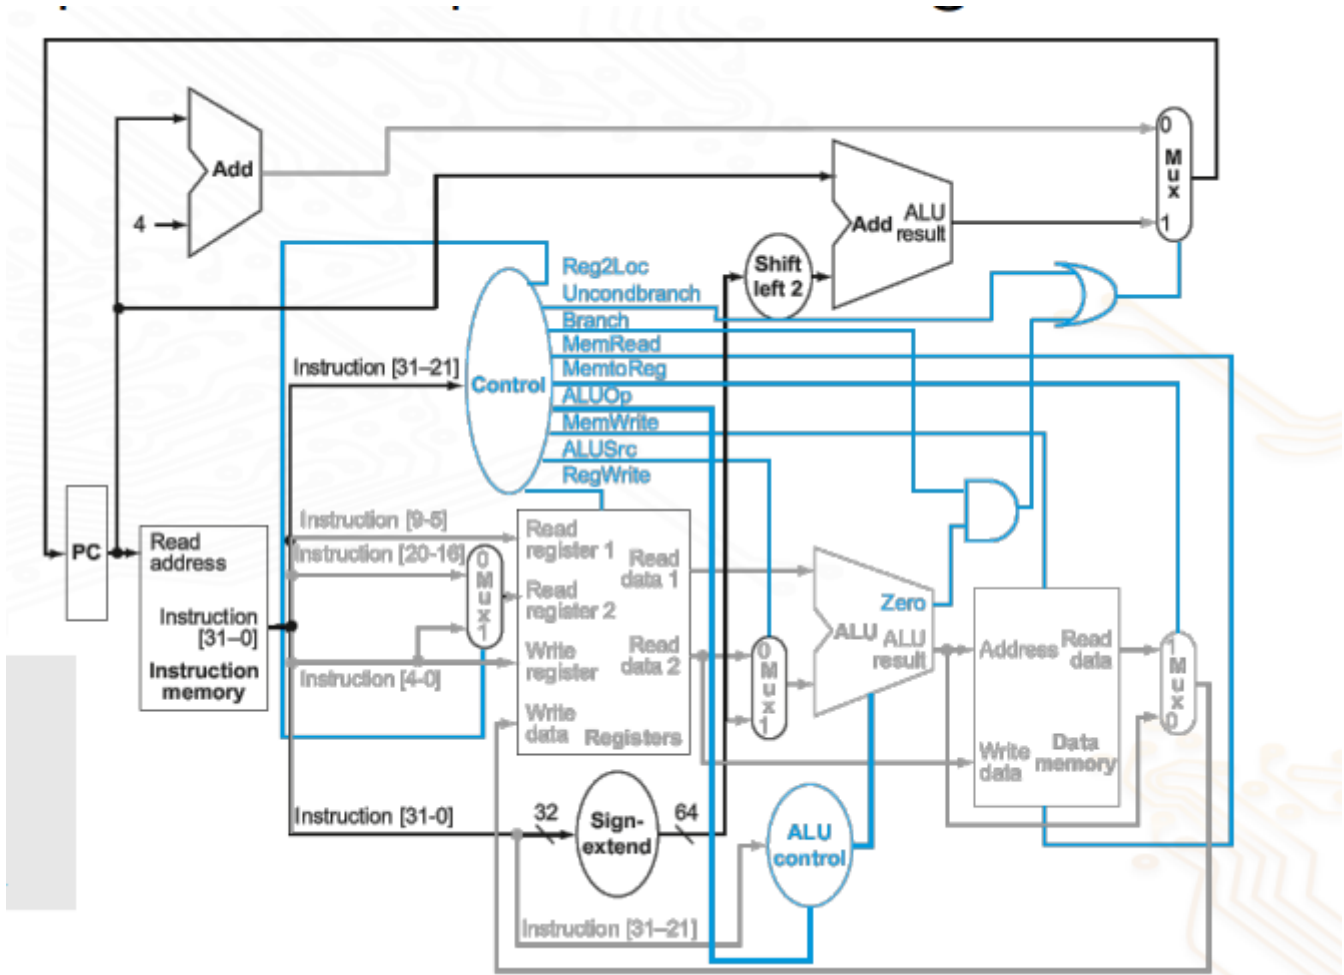 Add
4
0
M
u
x
1
Add
ALU
result
Shift
left 2
Reg2Loc
Uncondbranch
Branch
MemRead
MemtoReg
ALUOp
MemWrite
ALUSrc
RegWrite
Instruction [31–21]
Control
PC
Read
address
Instruction
[31–0]
Instruction
memory
Instruction [9-5]
Instruction [20-16]
Instruction [4-0]
0
M
u
x
1
Read
register 1
Read
register 2
Write
register
Write
data
Read
data 1
Read
data 2
Registers
0
M
u
x
1
Zero
ALU
ALU
result
Address
Read
data
Write
data
Data
memory
1
M
u
x
0
Instruction [31-0]
32
Sign-
extend
64
ALU
control
Instruction [31–21]